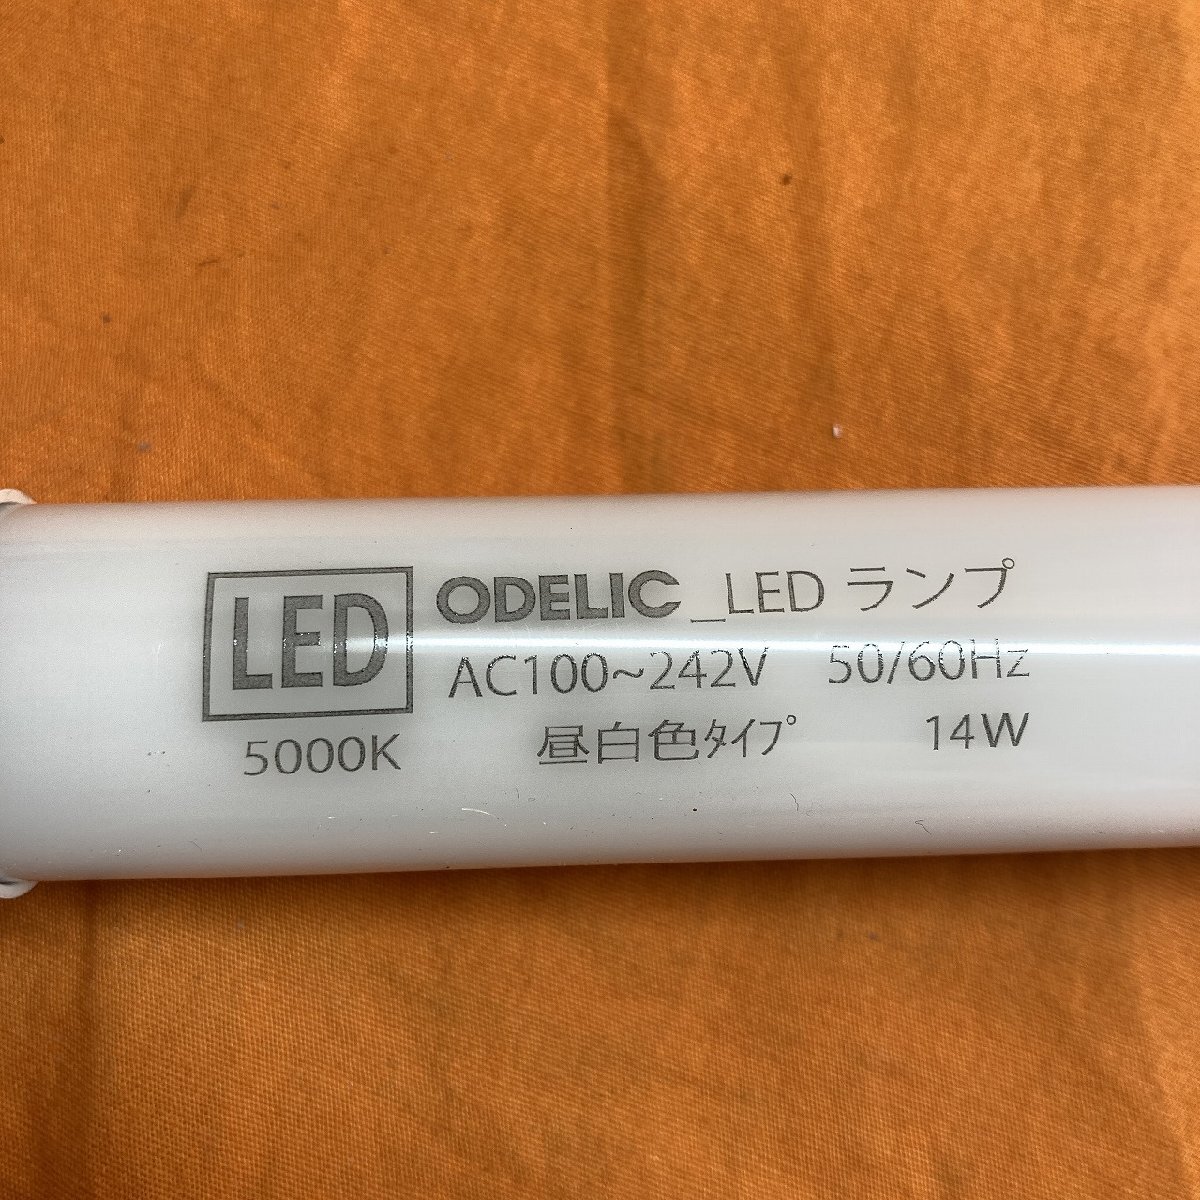 LED
ODELIC_LED ランプ
AC100~242V 50/60Hz
5000K 昼白色ﾀｲﾌﾟ 14W